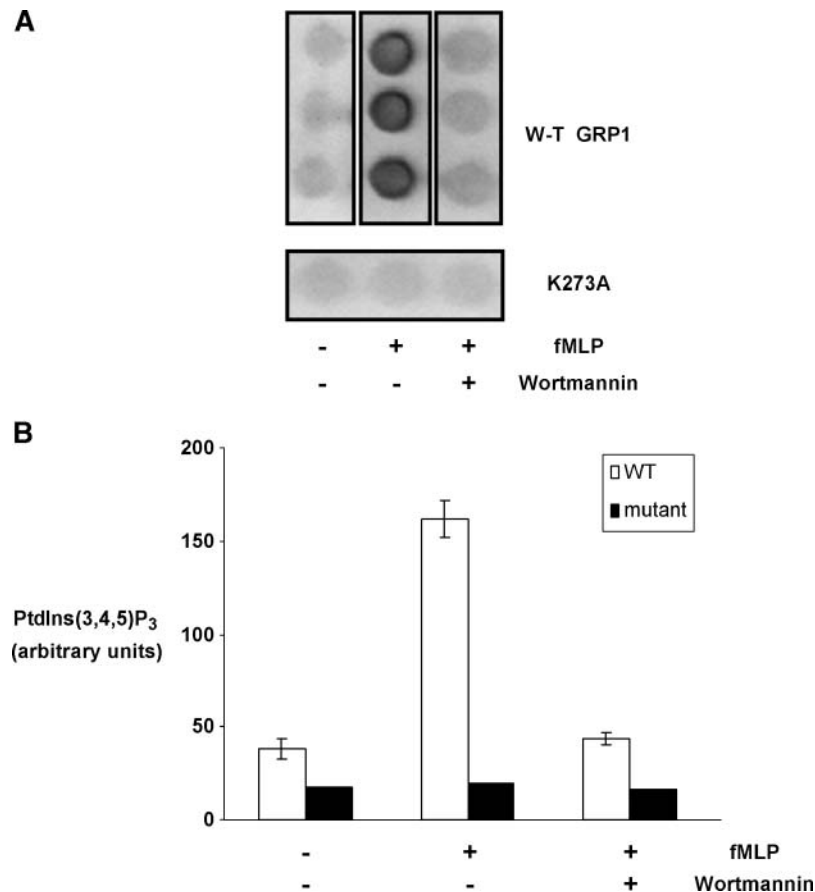 A
W-T GRP1
K273A
- + + fMLP
- - + Wortmannin
B
200
150
100
50
0
PtdIns(3,4,5)P₃
(arbitrary units)
WT
mutant
- + + fMLP
- - + Wortmannin